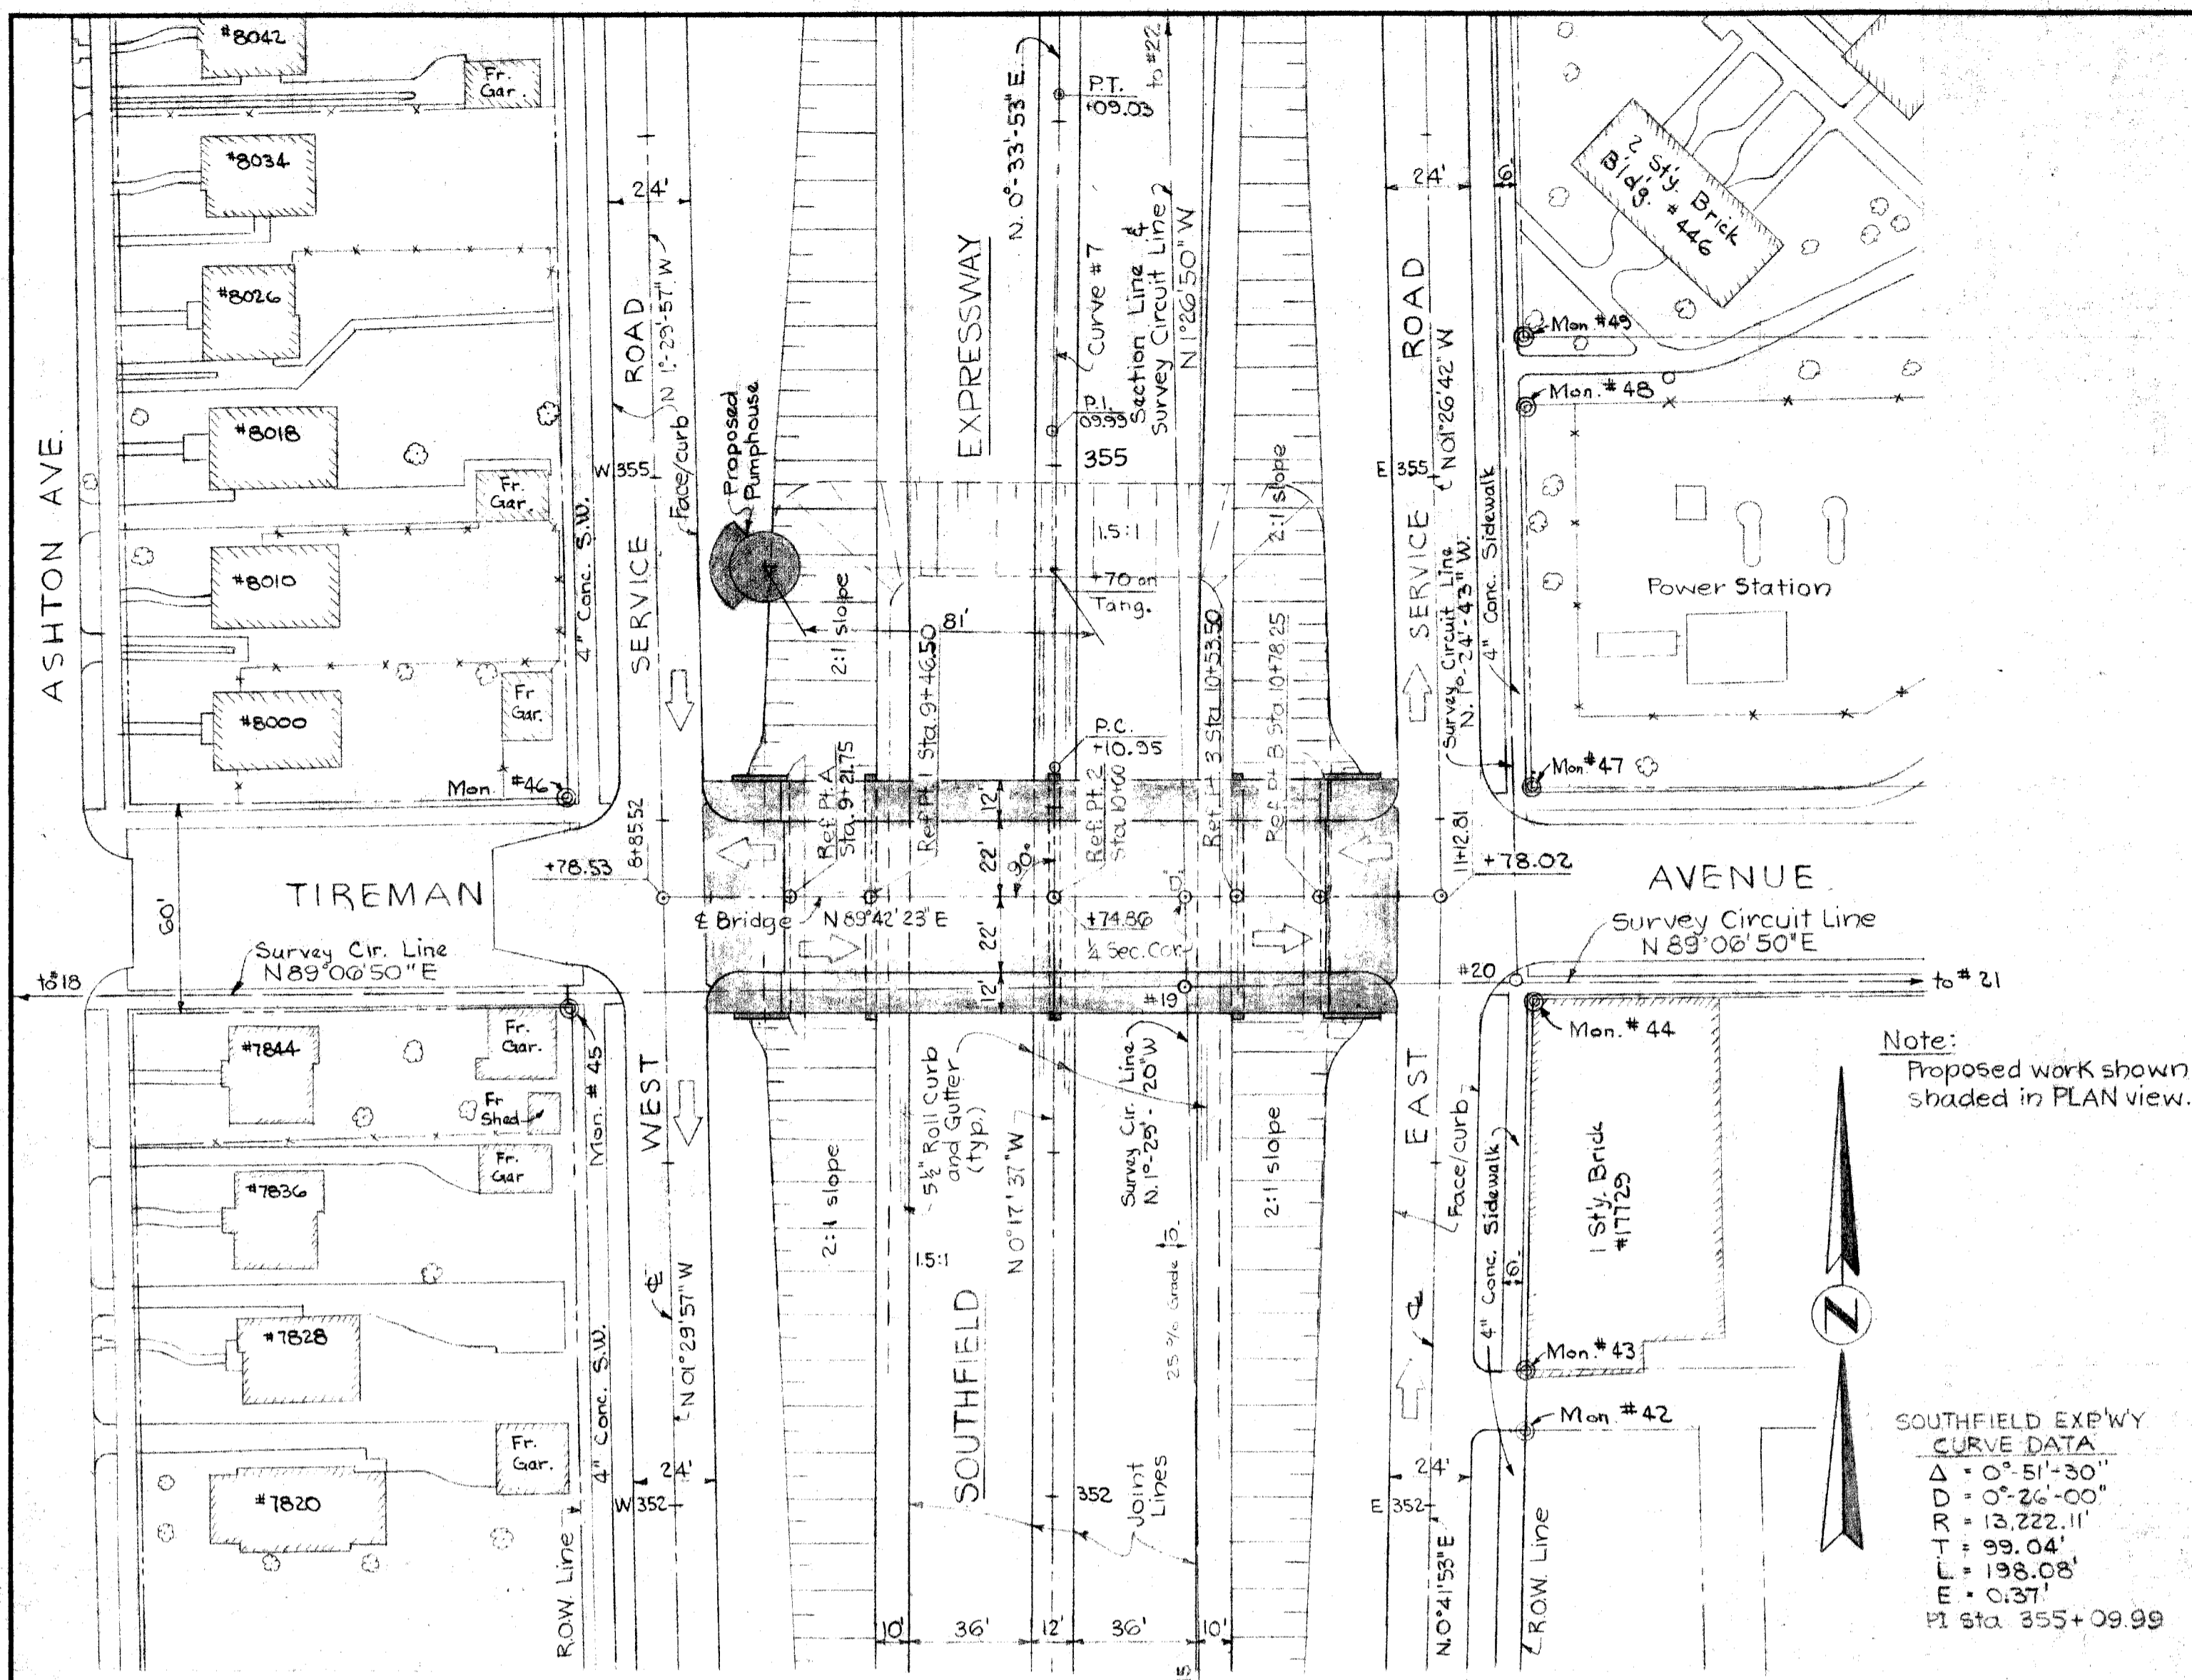 #8042
Fr.
Gar.
#8034
#8026
#8018
Fr.
Gar.
#8010
#8000
Fr
Gar.
Mon. #46
ASHTON AVE.
4" Conc. S.W.
24'
SERVICE ROAD
N 1°-29'-57" W
Face/curb
W 355
Proposed
Pumphouse
2:1 slope
EXPRESSWAY
N. 0°-33'-53" E.
P.T.
+09.03
to #22
Curve #7
Section Line &
Survey Circuit Line
N 1°26'50" W
P.I.
09.99
355
1.5:1
+70 on
Tang.
81'
2:1 slope
P.C.
+10.95
Ref. Pt. A
Sta. 9+21.75
Ref. Pt. 1 Sta. 9+46.50
Ref. Pt. 2
Sta. 10+00
Ref. Pt. 3 Sta. 10+53.50
Ref. Pt. B Sta. 10+78.25
24'
6'
SERVICE ROAD
N01°26'42" W
E 355
Survey Circuit Line
N. 1°-24'-43" W.
4" Conc. Sidewalk
2 Sty. Brick
Bldg. #446
Mon. #49
Mon. #48
Power Station
Mon. #47
60'
TIREMAN
+78.53
8+85.52
℄ Bridge
N 89°42'23" E
12'
22'
90°
22'
12'
+74.86
¼ Sec. Cor.
10'
#19
11+12.81
+78.02
AVENUE
Survey Circuit Line
N 89°06'50" E
#20
to #21
Survey Cir. Line
N 89°06'50" E
to #18
#7844
Fr.
Gar.
Fr
Shed
#7836
Fr.
Gar
#7828
#7820
Fr.
Gar.
Mon. #45
4" Conc. S.W.
R.O.W. Line
WEST
℄
N 01°29'57" W
24'
W 352
2:1 slope
5½" Roll Curb
and Gutter
(typ.)
1.5:1
SOUTHFIELD
N 0°17'37" W
Survey Cir. Line
N. 1°-25'-20" W
25% Grade
352
Joint
Lines
2:1 slope
10'
36'
12'
36'
10'
EAST
Face/curb
4" Conc. Sidewalk
6'
℄
24'
E 352
N. 0°41'53" E
R.O.W. Line
Mon. #44
1 Sty. Brick
#17729
Mon. #43
Mon. #42
Note:
Proposed work shown
shaded in PLAN view.
N
SOUTHFIELD EXP'W'Y
CURVE DATA
Δ = 0°-51'-30"
D = 0°-26'-00"
R = 13,222.11'
T = 99.04'
L = 198.08'
E = 0.37'
PI Sta 355+09.99